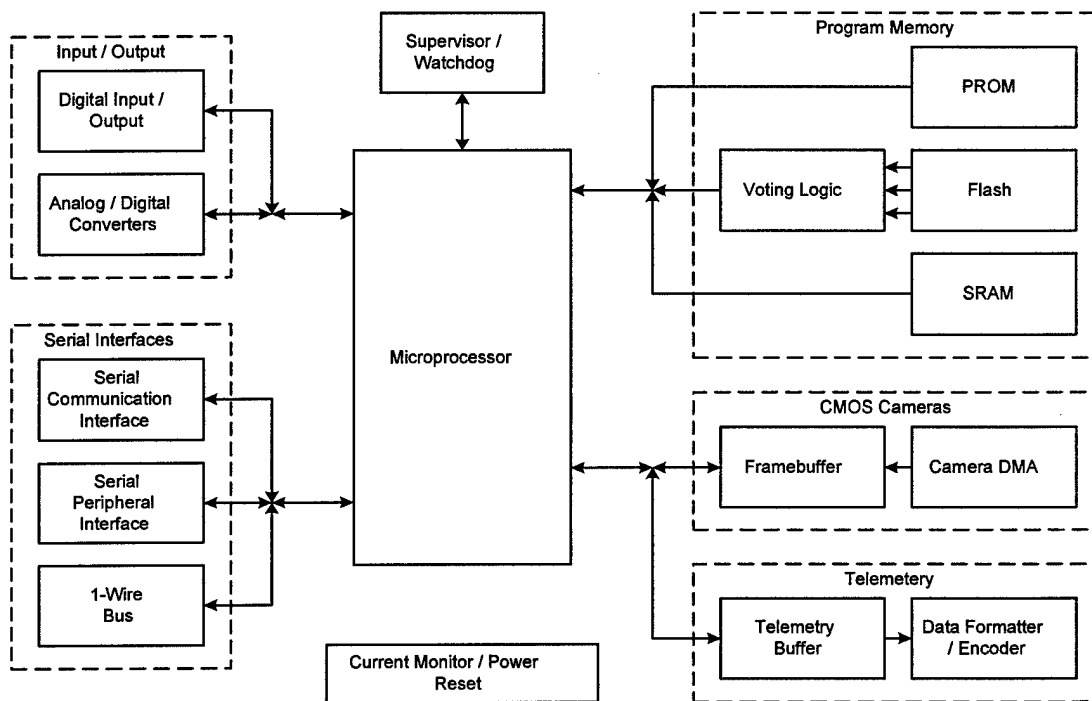 Input / Output
Digital Input /
Output
Analog / Digital
Converters
Serial Interfaces
Serial
Communication
Interface
Serial
Peripheral
Interface
1-Wire
Bus
Supervisor /
Watchdog
Microprocessor
Current Monitor / Power
Reset
Program Memory
PROM
Voting Logic
Flash
SRAM
CMOS Cameras
Framebuffer
Camera DMA
Telemetery
Telemetry
Buffer
Data Formatter
/ Encoder